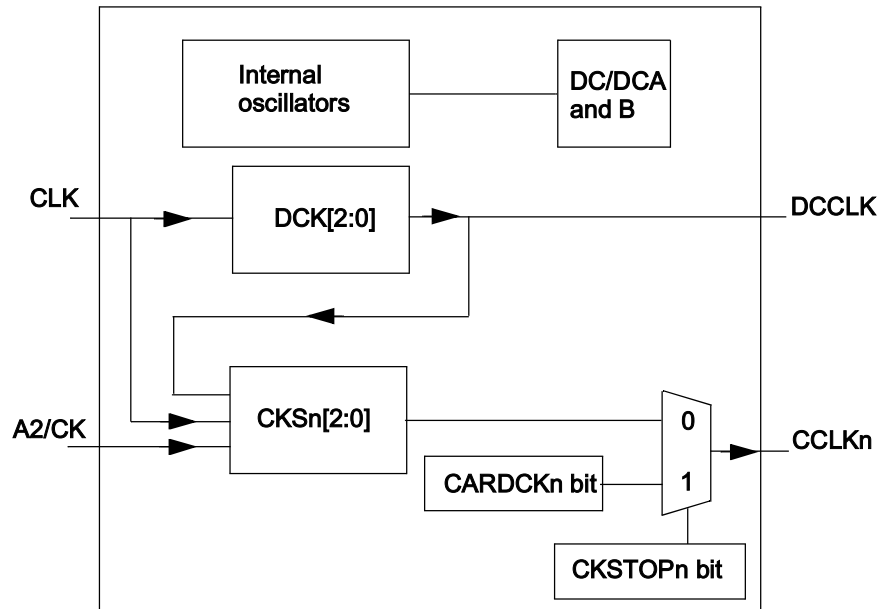 Internal
oscillators
DC/DCA
and B
CLK
DCK[2:0]
DCCLK
A2/CK
CKSn[2:0]
0
CCLKn
CARDCKn bit
1
CKSTOPn bit